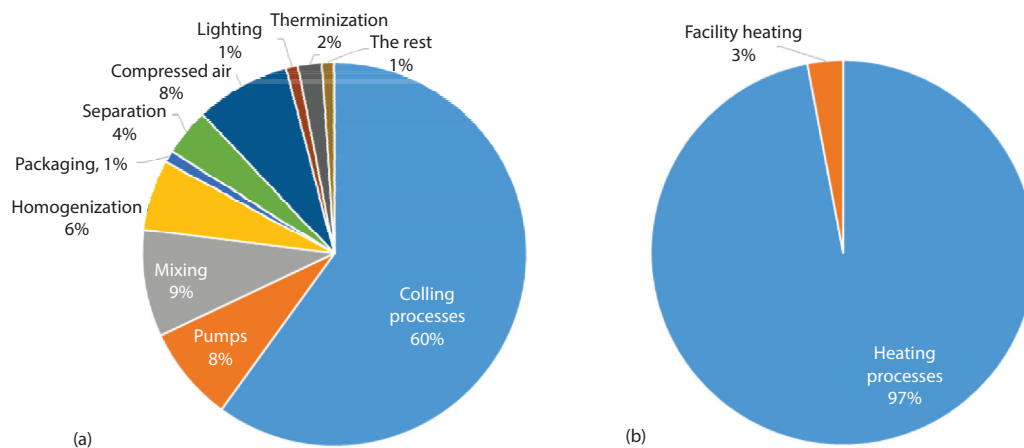 Lighting
1%
Therminization
2%
The rest
1%
Compressed air
8%
Separation
4%
Packaging, 1%
Homogenization
6%
Mixing
9%
Pumps
8%
Colling
processes
60%
(a)
Facility heating
3%
Heating
processes
97%
(b)